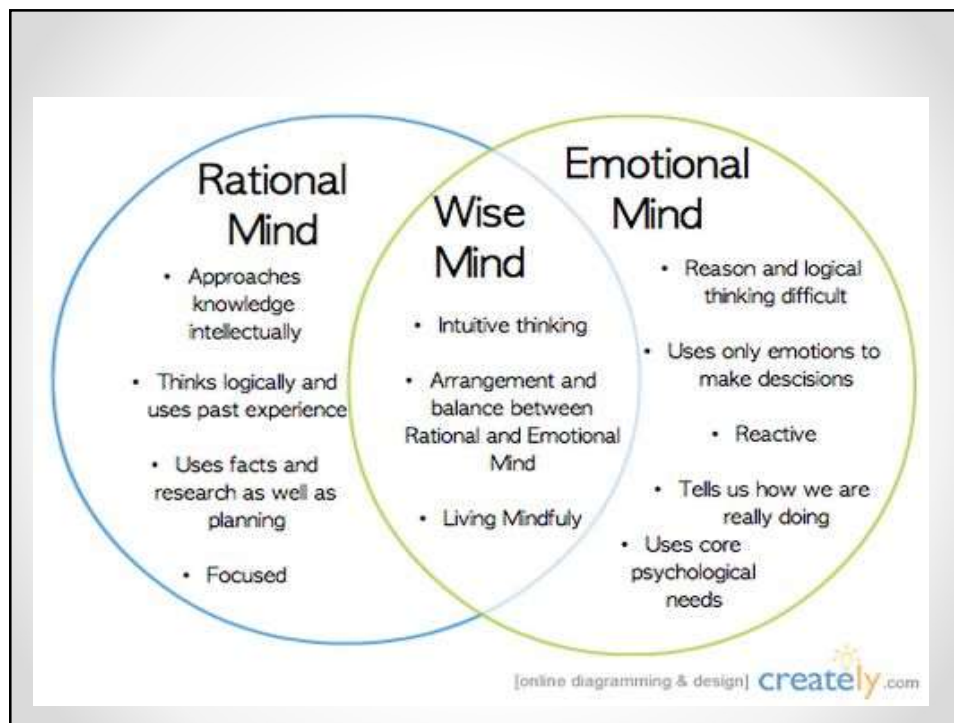 Rational
Mind
• Approaches
knowledge
intellectually
• Thinks logically and
uses past experience
• Uses facts and
research as well as
planning
• Focused
Wise
Mind
• Intuitive thinking
• Arrangement and
balance between
Rational and Emotional
Mind
• Living Mindfuly
Emotional
Mind
• Reason and logical
thinking difficult
• Uses only emotions to
make descisions
• Reactive
• Tells us how we are
really doing
• Uses core
psychological
needs
[online diagramming & design] creately.com